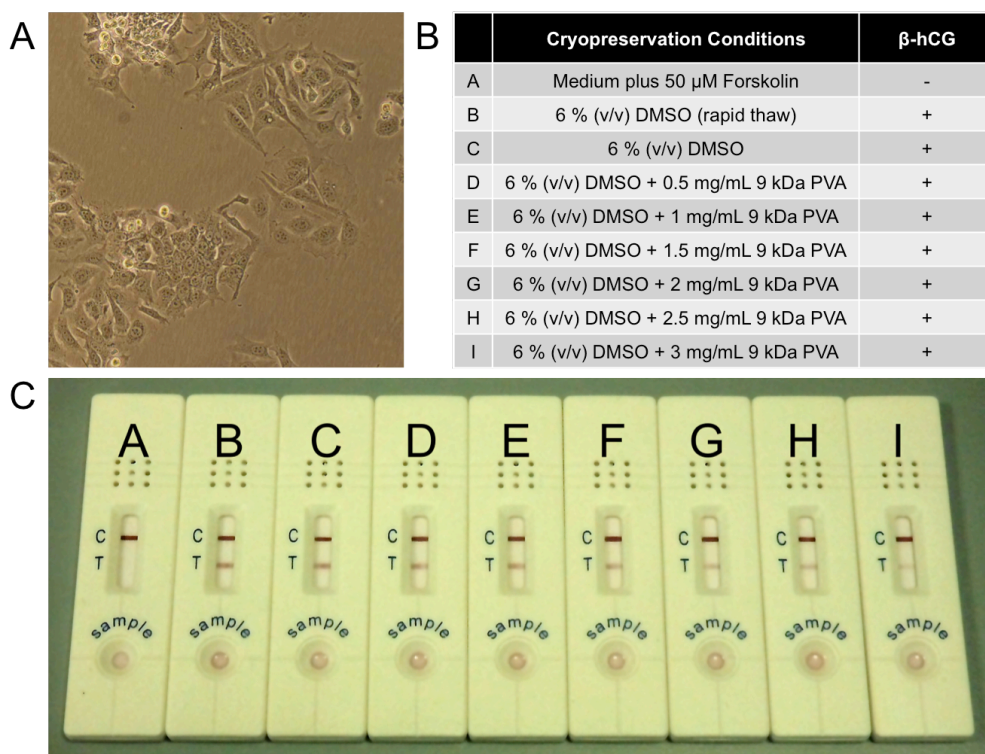 A
B
Cryopreservation Conditions β-hCG
A Medium plus 50 µM Forskolin -
B 6 % (v/v) DMSO (rapid thaw) +
C 6 % (v/v) DMSO +
D 6 % (v/v) DMSO + 0.5 mg/mL 9 kDa PVA +
E 6 % (v/v) DMSO + 1 mg/mL 9 kDa PVA +
F 6 % (v/v) DMSO + 1.5 mg/mL 9 kDa PVA +
G 6 % (v/v) DMSO + 2 mg/mL 9 kDa PVA +
H 6 % (v/v) DMSO + 2.5 mg/mL 9 kDa PVA +
I 6 % (v/v) DMSO + 3 mg/mL 9 kDa PVA +
C
A B C D E F G H I
C C C C C C C C C
T T T T T T T T T
sample sample sample sample sample sample sample sample sample